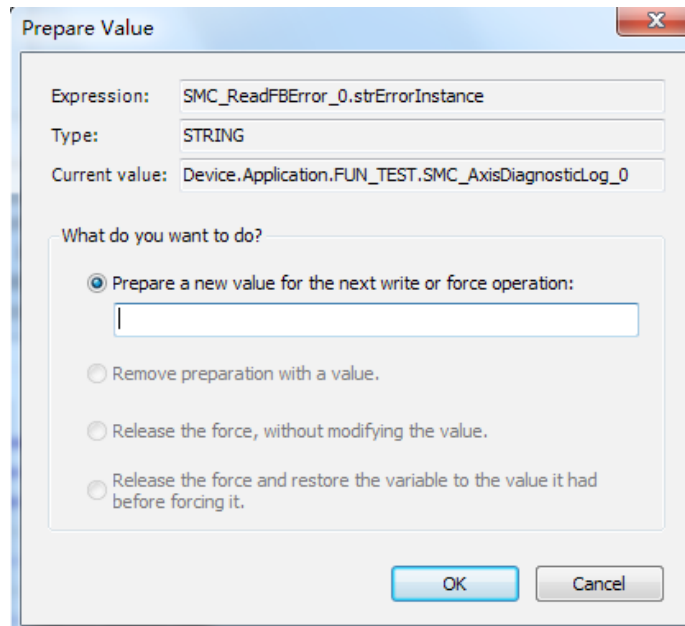 Prepare Value
Expression: SMC_ReadFBError_0.strErrorInstance
Type: STRING
Current value: Device.Application.FUN_TEST.SMC_AxisDiagnosticLog_0
What do you want to do?
Prepare a new value for the next write or force operation:
Remove preparation with a value.
Release the force, without modifying the value.
Release the force and restore the variable to the value it had
before forcing it.
OK Cancel